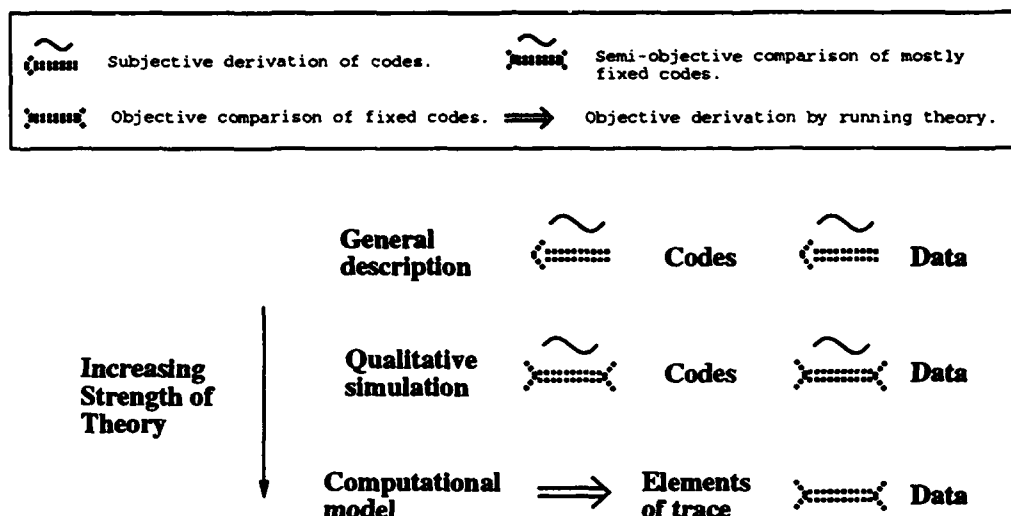 Subjective derivation of codes.
Semi-objective comparison of mostly
fixed codes.
Objective comparison of fixed codes.
Objective derivation by running theory.
General
description
Codes
Data
Increasing
Strength of
Theory
Qualitative
simulation
Codes
Data
Computational
model
Elements
of trace
Data